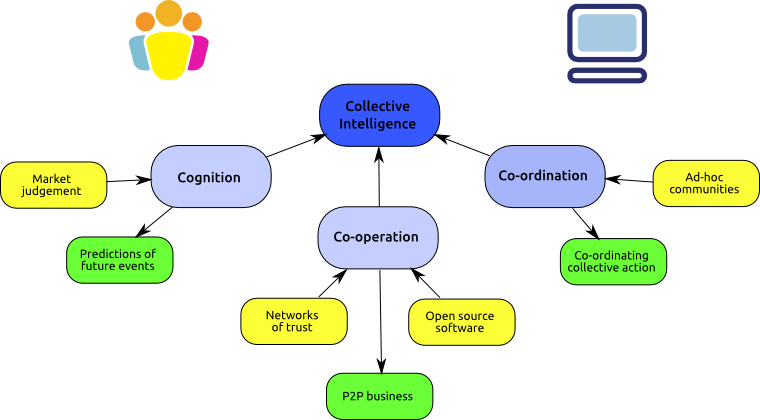 Collective
Intelligence
Cognition
Co-ordination
Market
judgement
Ad-hoc
communities
Co-operation
Predictions of
future events
Co-ordinating
collective action
Networks
of trust
Open source
software
P2P business